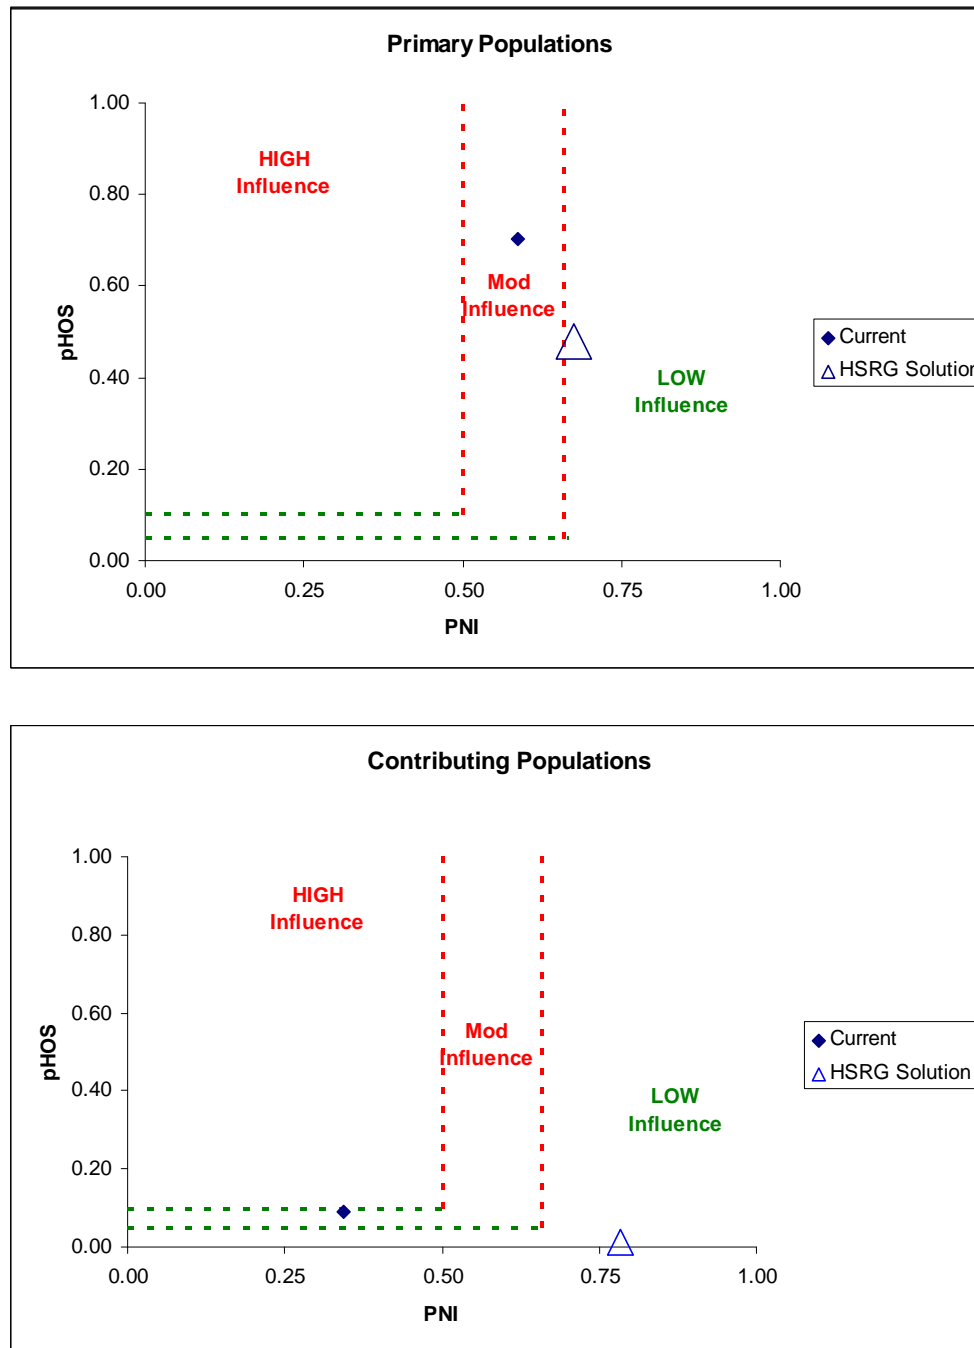 Primary Populations
1.00
HIGH
Influence
0.80
0.60
Mod
Influence
pHOS
Current
HSRG Solution
0.40
LOW
Influence
0.20
0.00
0.00 0.25 0.50 0.75 1.00
PNI
Contributing Populations
1.00
HIGH
Influence
0.80
0.60
Mod
Influence
pHOS
Current
HSRG Solution
0.40
LOW
Influence
0.20
0.00
0.00 0.25 0.50 0.75 1.00
PNI